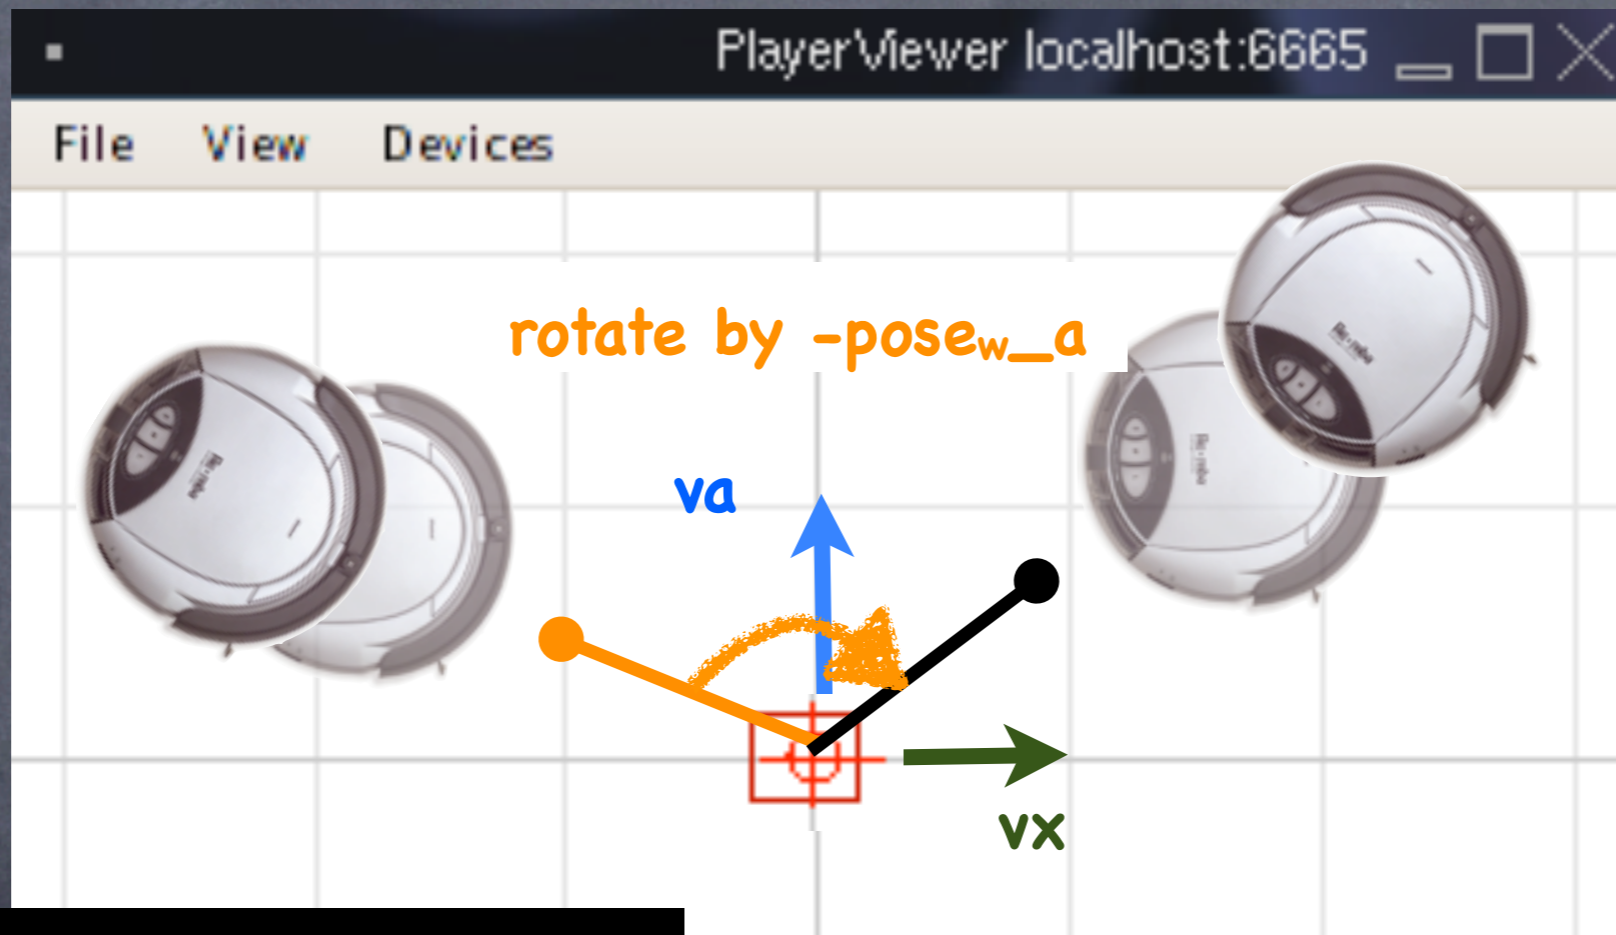 PlayerViewer localhost:6665
File View Devices
rotate by -posew_a
va
vx